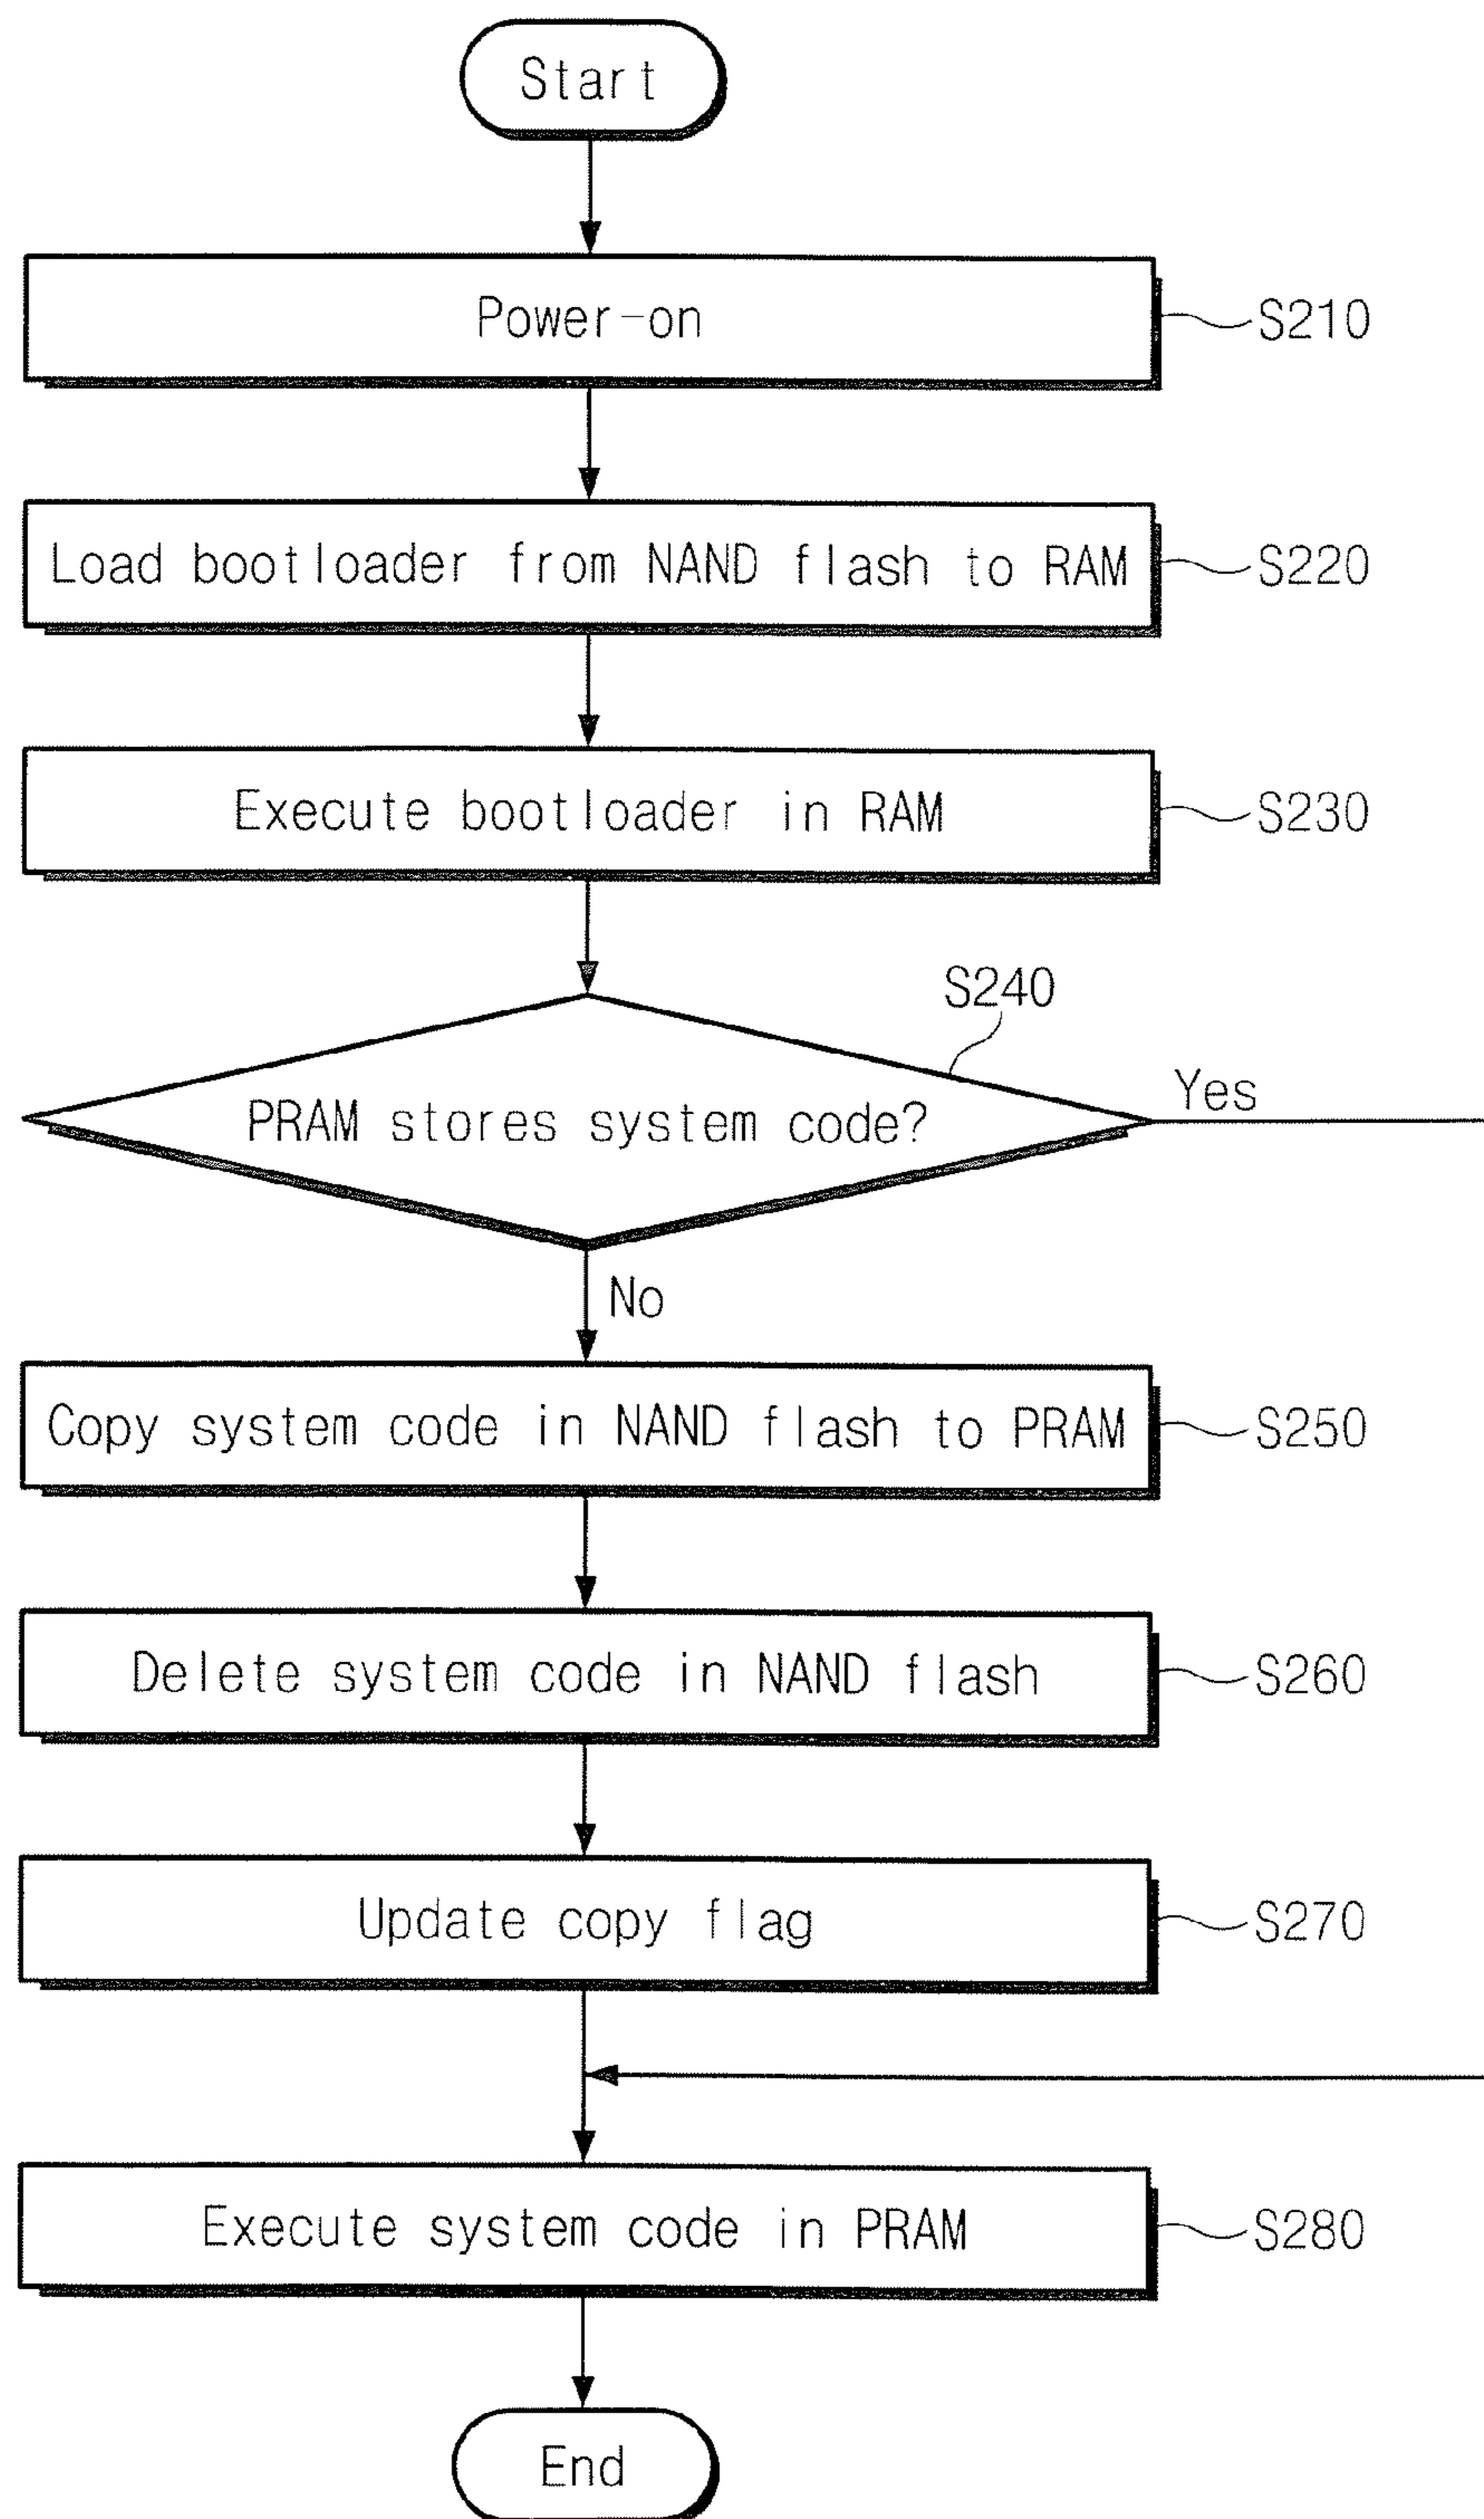 Start
Power-on
S210
Load bootloader from NAND flash to RAM
S220
Execute bootloader in RAM
S230
S240
PRAM stores system code?
Yes
No
Copy system code in NAND flash to PRAM
S250
Delete system code in NAND flash
S260
Update copy flag
S270
Execute system code in PRAM
S280
End